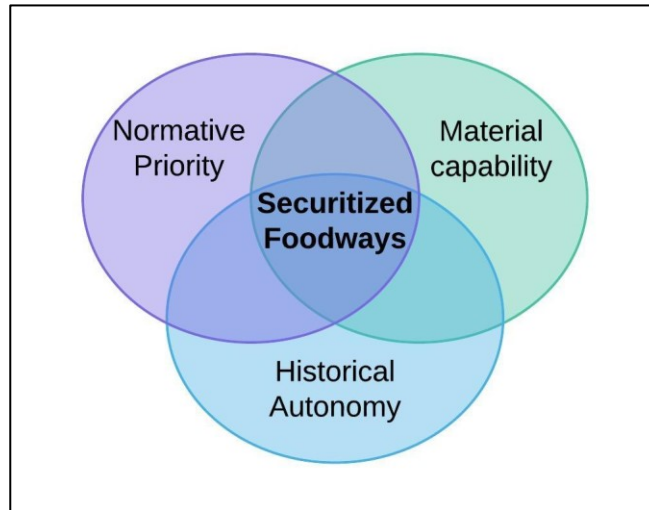 Normative
Priority
Material
capability
Securitized
Foodways
Historical
Autonomy